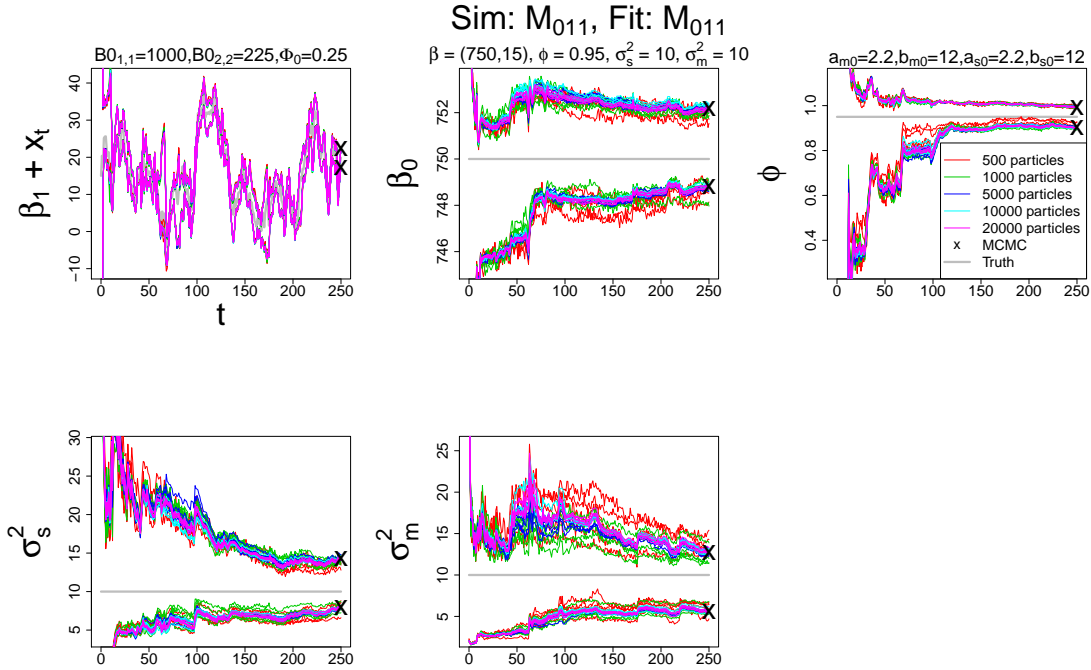 Sim: M011, Fit: M011
B01,1=1000,B02,2=225,Φ0=0.25
β = (750,15), ϕ = 0.95, σs2 = 10, σm2 = 10
am0=2.2,bm0=12,as0=2.2,bs0=12
β1 + xt
40
30
20
10
0
−10
0 50 100 150 200 250
t
β0
752
750
748
746
0 50 100 150 200 250
ϕ
1.0
0.8
0.6
0.4
0 50 100 150 200 250
500 particles
1000 particles
5000 particles
10000 particles
20000 particles
x MCMC
Truth
σs2
30
25
20
15
10
5
0 50 100 150 200 250
σm2
25
20
15
10
5
0 50 100 150 200 250
x
x
x
x
x
x
x
x
x
x